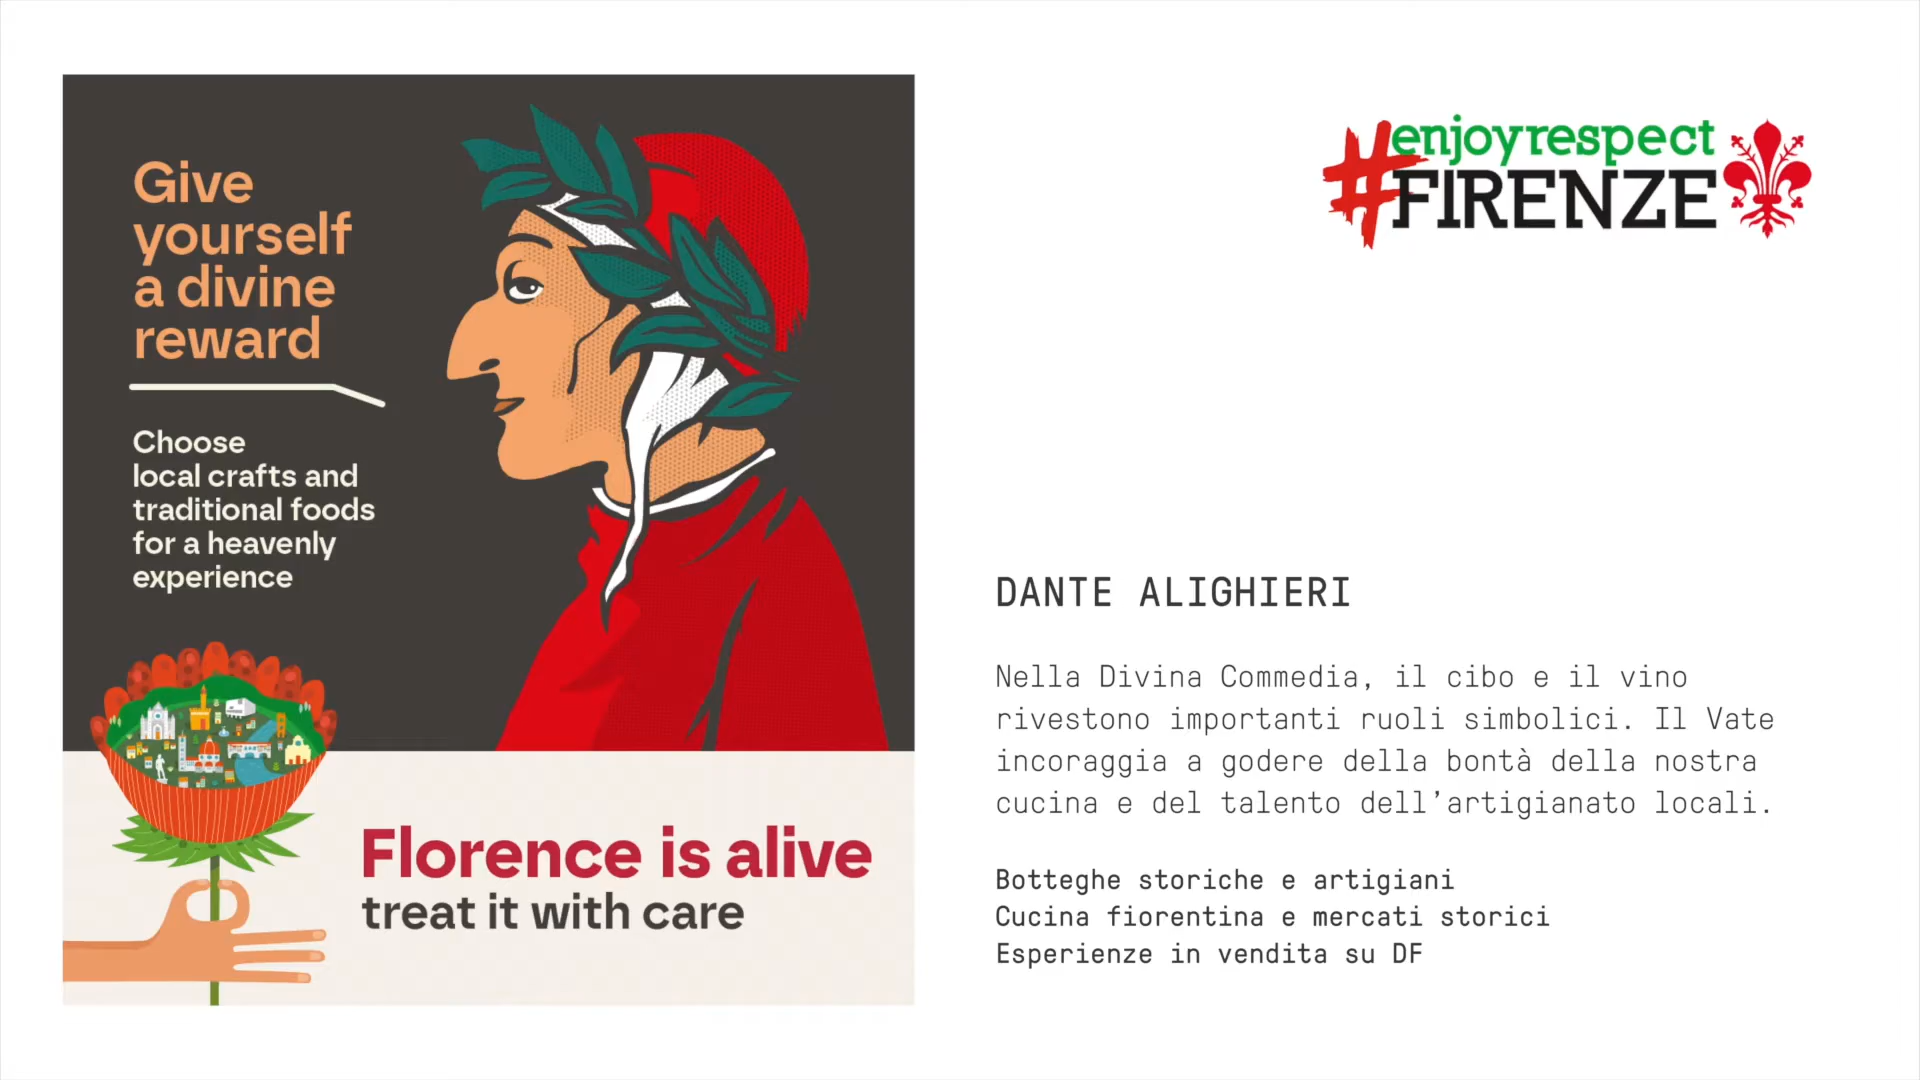 Give
yourself
a divine
reward
Choose
local crafts and
traditional foods
for a heavenly
experience
Florence is alive
treat it with care
#enjoyrespect
FIRENZE
DANTE ALIGHIERI
Nella Divina Commedia, il cibo e il vino
rivestono importanti ruoli simbolici. Il Vate
incoraggia a godere della bontà della nostra
cucina e del talento dell’artigianato locali.
Botteghe storiche e artigiani
Cucina fiorentina e mercati storici
Esperienze in vendita su DF